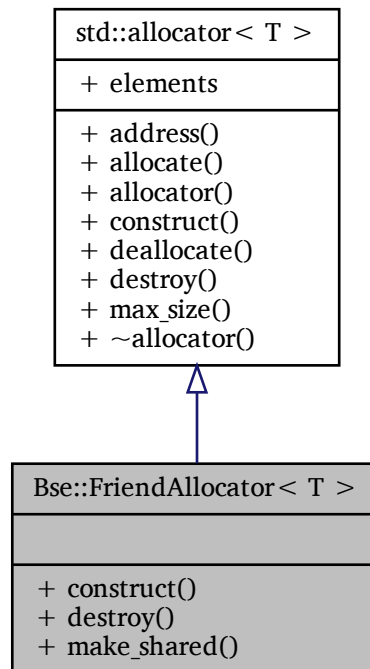 std::allocator< T >
+ elements
+ address()
+ allocate()
+ allocator()
+ construct()
+ deallocate()
+ destroy()
+ max_size()
+ ~allocator()
Bse::FriendAllocator< T >
+ construct()
+ destroy()
+ make_shared()